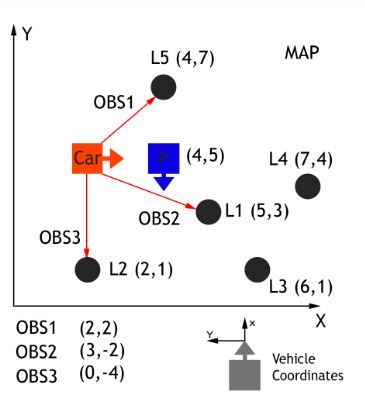 Y
L5 (4,7)
MAP
OBS1
Car
P
(4,5)
L4 (7,4)
OBS2
L1 (5,3)
OBS3
L2 (2,1)
L3 (6,1)
X
OBS1 (2,2)
OBS2 (3,-2)
OBS3 (0,-4)
x
Y
Vehicle
Coordinates